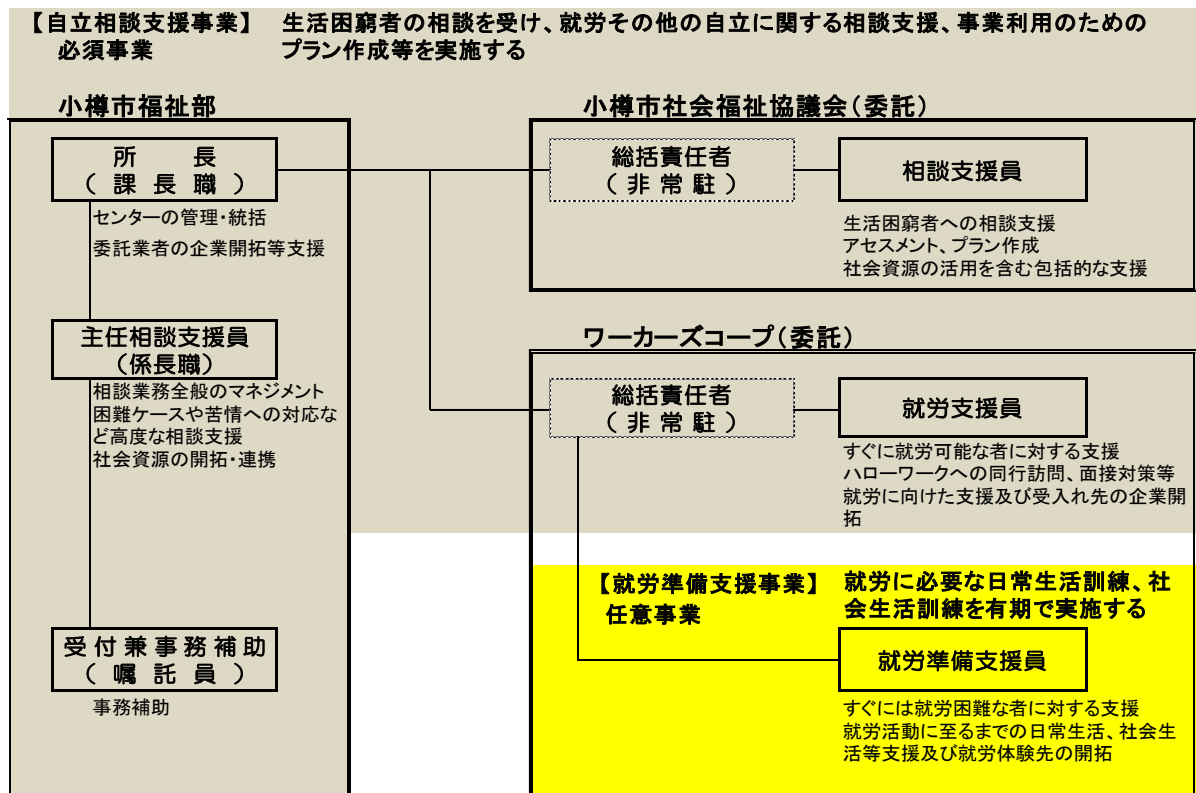 【自立相談支援事業】 生活困窮者の相談を受け、就労その他の自立に関する相談支援、事業利用のための
必須事業 プラン作成等を実施する
小樽市福祉部
所 長
(課長職)
センターの管理・統括
委託業者の企業開拓等支援
主任相談支援員
(係長職)
相談業務全般のマネジメント
困難ケースや苦情への対応な
ど高度な相談支援
社会資源の開拓・連携
受付兼事務補助
(嘱託員)
事務補助
小樽市社会福祉協議会(委託)
総括責任者
(非常駐)
相談支援員
生活困窮者への相談支援
アセスメント、プラン作成
社会資源の活用を含む包括的な支援
ワーカーズコープ(委託)
総括責任者
(非常駐)
就労支援員
すぐに就労可能な者に対する支援
ハローワークへの同行訪問、面接対策等
就労に向けた支援及び受入れ先の企業開
拓
【就労準備支援事業】 就労に必要な日常生活訓練、社
任意事業 会生活訓練を有期で実施する
就労準備支援員
すぐには就労困難な者に対する支援
就労活動に至るまでの日常生活、社会生
活等支援及び就労体験先の開拓